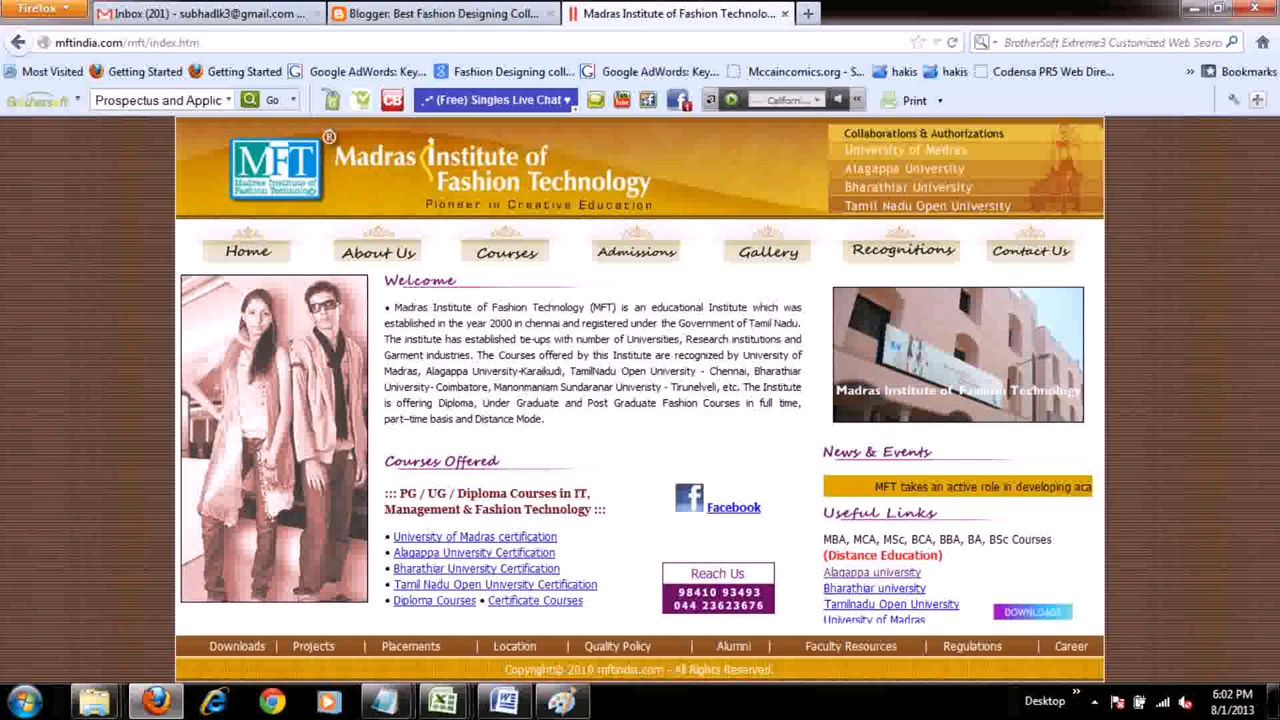 Firefox
Inbox (201) - subhadlk3@gmail.com ...
Blogger: Best Fashion Designing Coll...
Madras Institute of Fashion Technolo...
mftindia.com/mft/index.htm
BrotherSoft Extreme3 Customized Web Searc
Most Visited
Getting Started
Getting Started
Google AdWords: Key...
Fashion Designing coll...
Google AdWords: Key...
Mccaincomics.org - S...
hakis
hakis
Codensa PR5 Web Dire...
Bookmarks
Brothersoft
Prospectus and Applic
Go
CB
(Free) Singles Live Chat
You Tube
1
Californi...
Print
MFT
Madras Institute of
Fashion Technology
®
Madras Institute of
Fashion Technology
Pioneer in Creative Education
Collaborations & Authorizations
University of Madras
Alagappa University
Bharathiar University
Tamil Nadu Open University
Home
About Us
Courses
Admissions
Gallery
Recognitions
Contact Us
Welcome
• Madras Institute of Fashion Technology (MFT) is an educational Institute which was
established in the year 2000 in chennai and registered under the Government of Tamil Nadu.
The institute has established tie-ups with number of Universities, Research institutions and
Garment industries. The Courses offered by this Institute are recognized by University of
Madras, Alagappa University-Karaikudi, TamilNadu Open University - Chennai, Bharathiar
University- Coimbatore, Manonmaniam Sundaranar Univeristy - Tirunelveli, etc. The Institute
is offering Diploma, Under Graduate and Post Graduate Fashion Courses in full time,
part–time basis and Distance Mode.
Madras Institute of Fashion Technology
Courses Offered
::: PG / UG / Diploma Courses in IT,
Management & Fashion Technology :::
• University of Madras certification
• Alagappa University Certification
• Bharathiar University Certification
• Tamil Nadu Open University Certification
• Diploma Courses • Certificate Courses
Facebook
Reach Us
98410 93493
044 23623676
News & Events
MFT takes an active role in developing aca
Useful Links
MBA, MCA, MSc, BCA, BBA, BA, BSc Courses
(Distance Education)
Alagappa university
Bharathiar university
Tamilnadu Open University
University of Madras
DOWNLOADS
Downloads | Projects | Placements | Location | Quality Policy | Alumni | Faculty Resources | Regulations | Career
Copyright© 2010 mftindia.com - All Rights Reserved.
Desktop
6:02 PM
8/1/2013